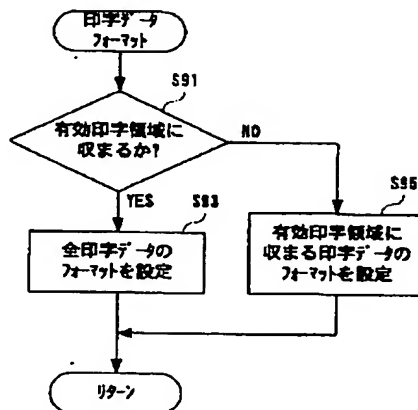 印字データ
フォーマット
S91
有効印字領域に
収まるか?
NO
YES
S93
S95
全印字データの
フォーマットを設定
有効印字領域に
収まる印字データの
フォーマットを設定
リターン